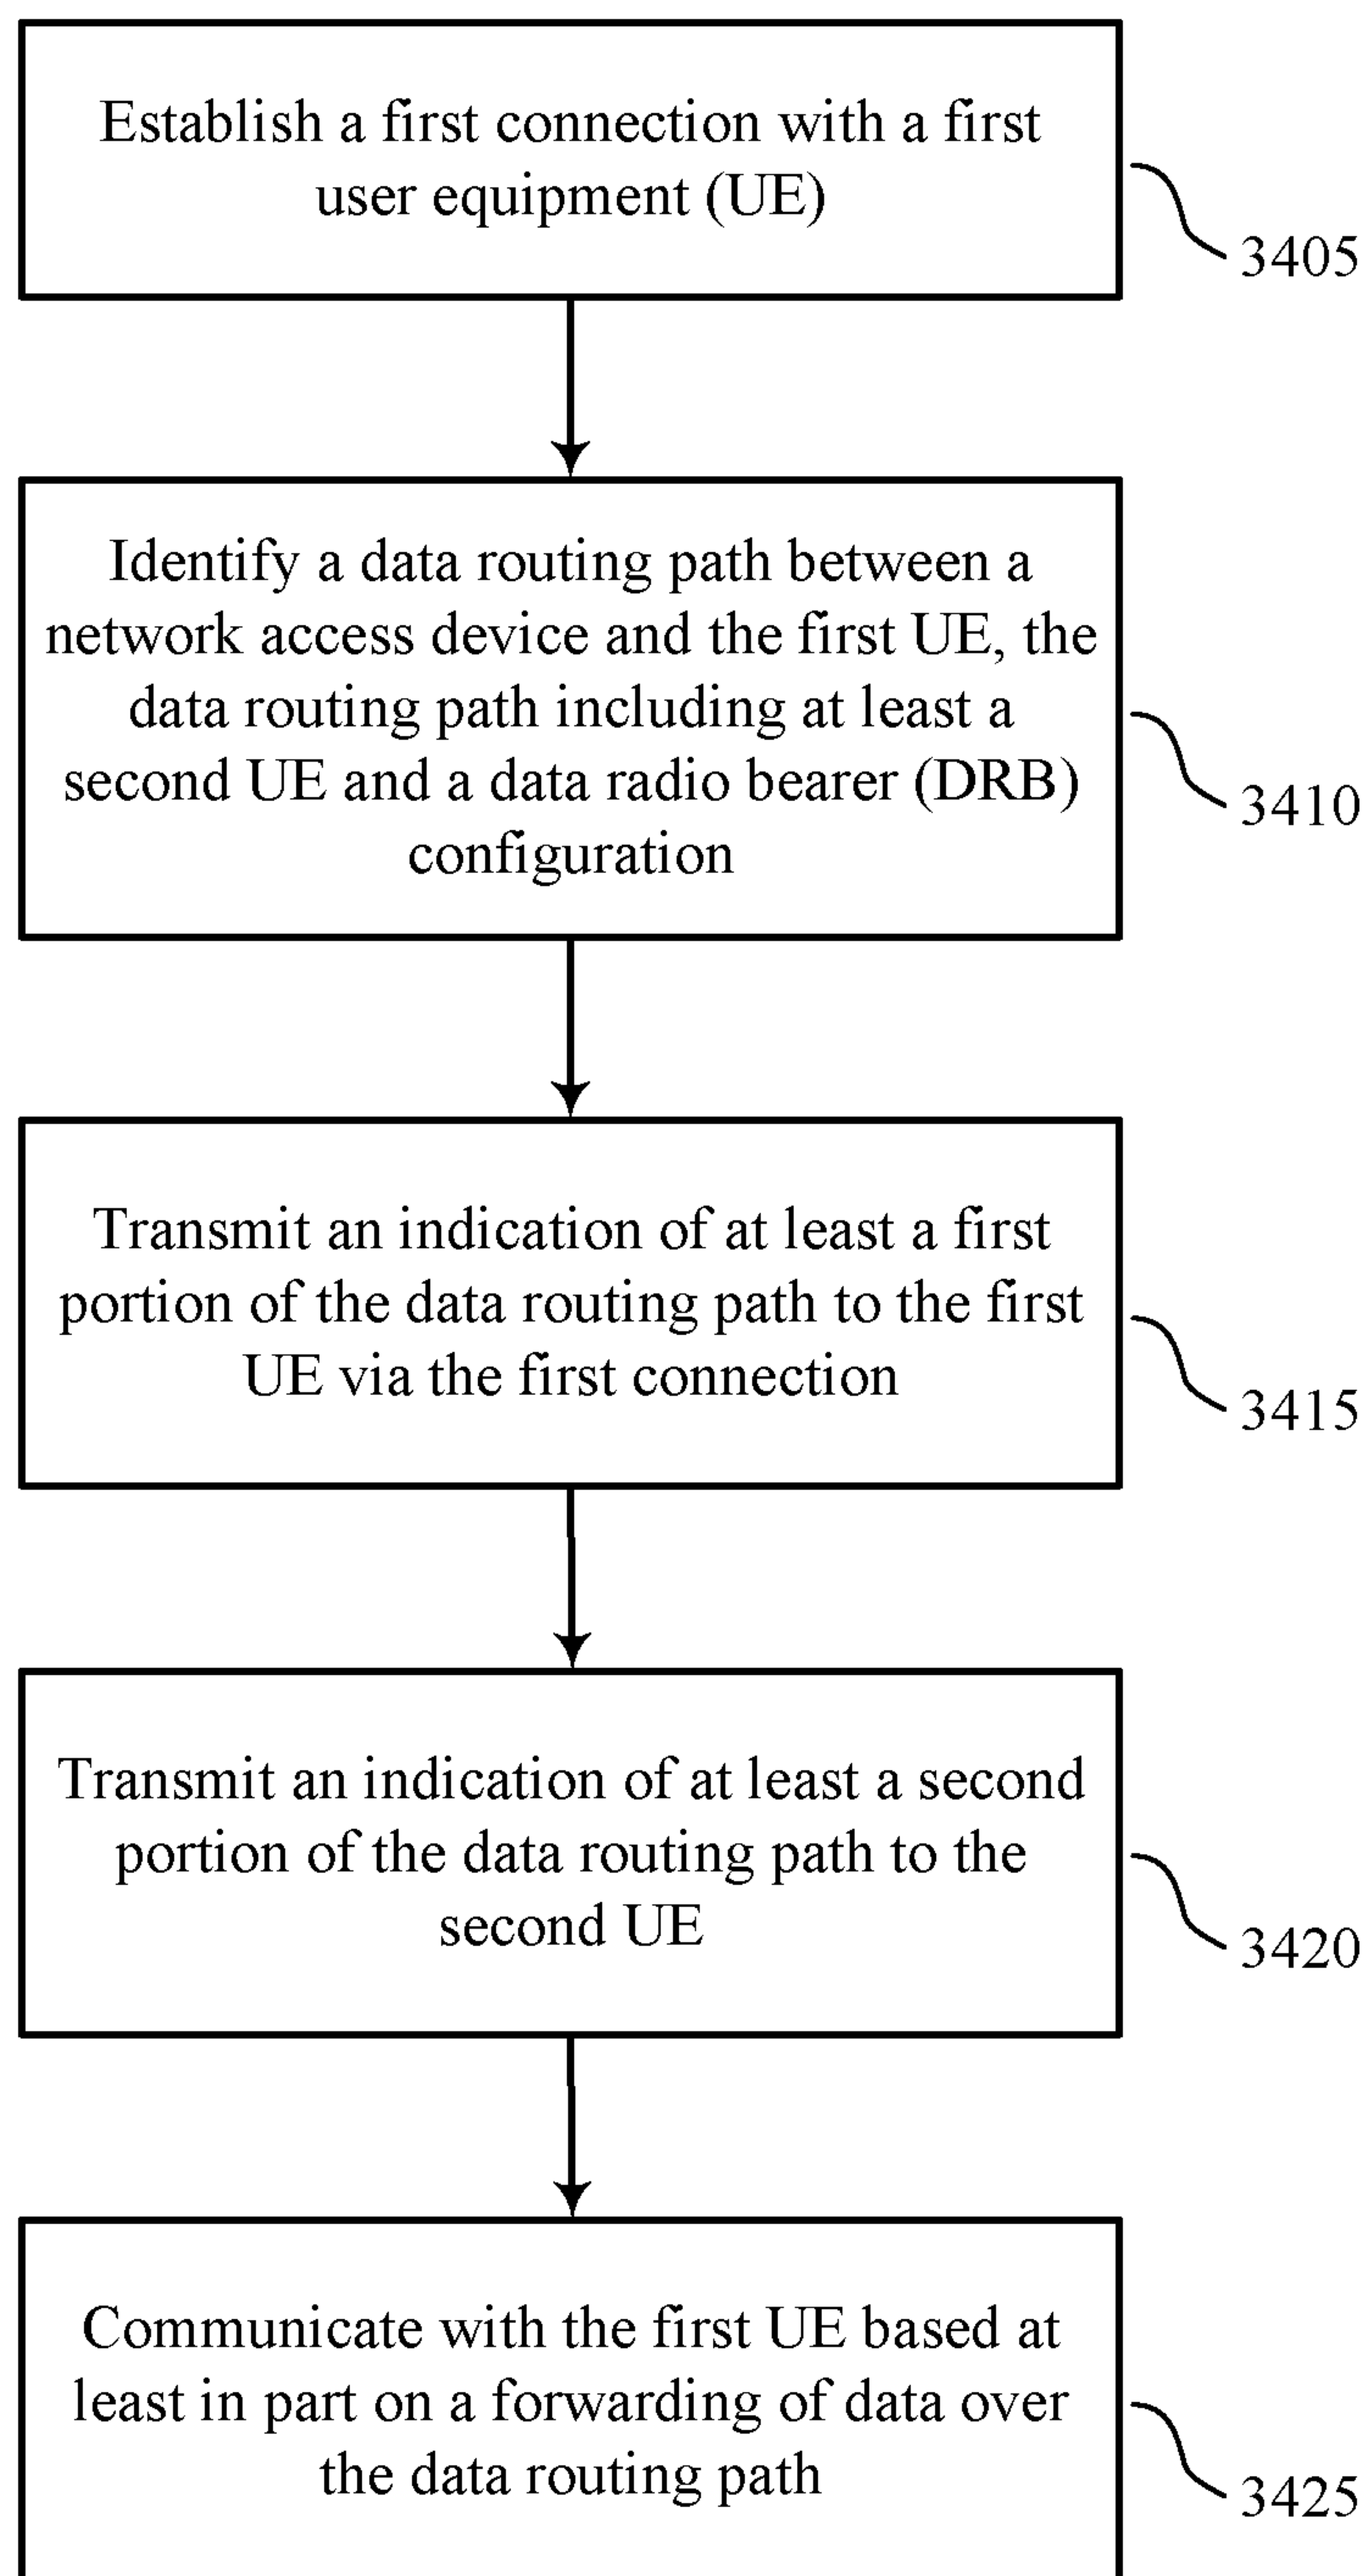 Establish a first connection with a first
user equipment (UE)
3405
Identify a data routing path between a
network access device and the first UE, the
data routing path including at least a
second UE and a data radio bearer (DRB)
configuration
3410
Transmit an indication of at least a first
portion of the data routing path to the first
UE via the first connection
3415
Transmit an indication of at least a second
portion of the data routing path to the
second UE
3420
Communicate with the first UE based at
least in part on a forwarding of data over
the data routing path
3425